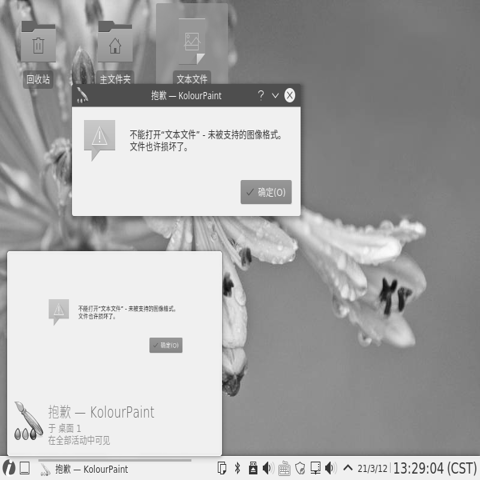 回收站
主文件夹
文本文件
抱歉 — KolourPaint
不能打开“文本文件” - 未被支持的图像格式。
文件也许损坏了。
确定(O)
不能打开“文本文件” - 未被支持的图像格式。
文件也许损坏了。
确定(O)
抱歉 — KolourPaint
于 桌面 1
在全部活动中可见
抱歉 — KolourPaint
21/3/12
13:29:04 (CST)